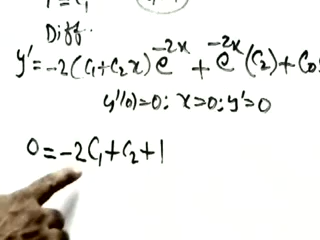 Diff.
y' = -2(C₁+C₂x) e^{-2x} + e^{-2x}(C₂) + Co
y'(0)=0; x=0; y'=0
0 = -2C₁+C₂+1